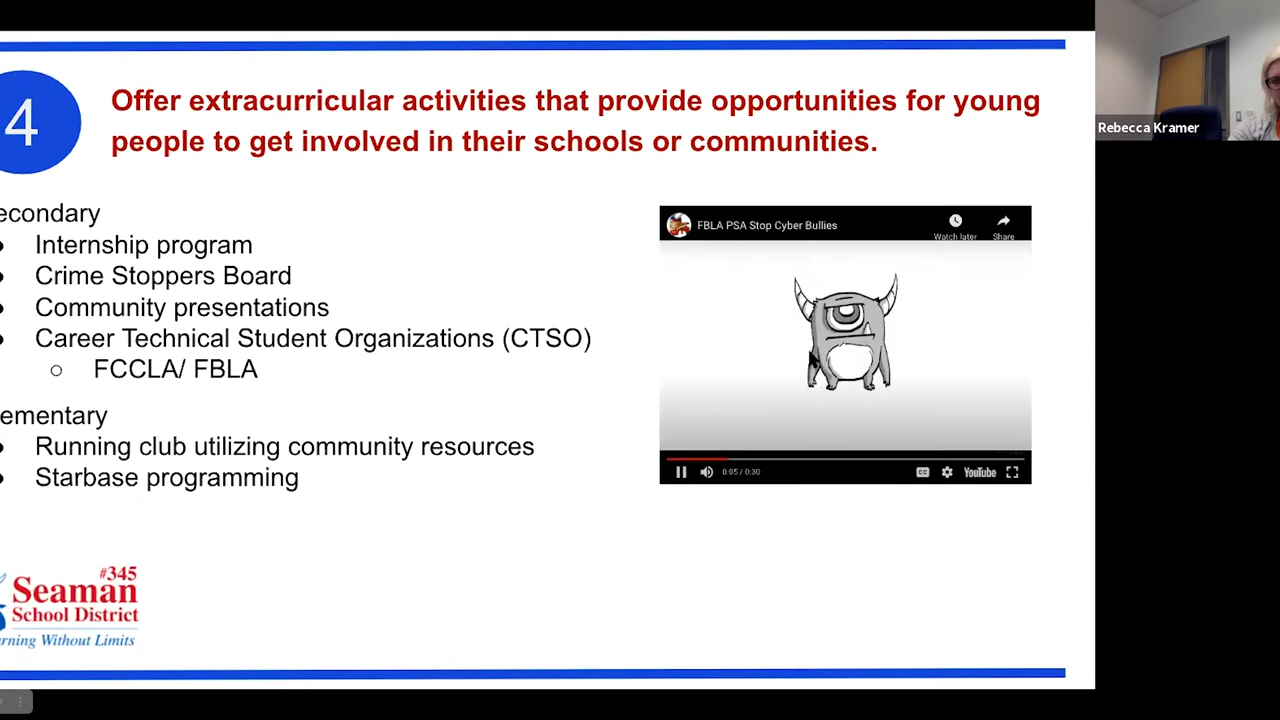 4
Offer extracurricular activities that provide opportunities for young
people to get involved in their schools or communities.
econdary
Internship program
Crime Stoppers Board
Community presentations
Career Technical Student Organizations (CTSO)
FCCLA/ FBLA
ementary
Running club utilizing community resources
Starbase programming
FBLA PSA Stop Cyber Bullies
Watch later
Share
0:05 / 0:30
CC
YouTube
#345
Seaman
School District
rning Without Limits
Rebecca Kramer